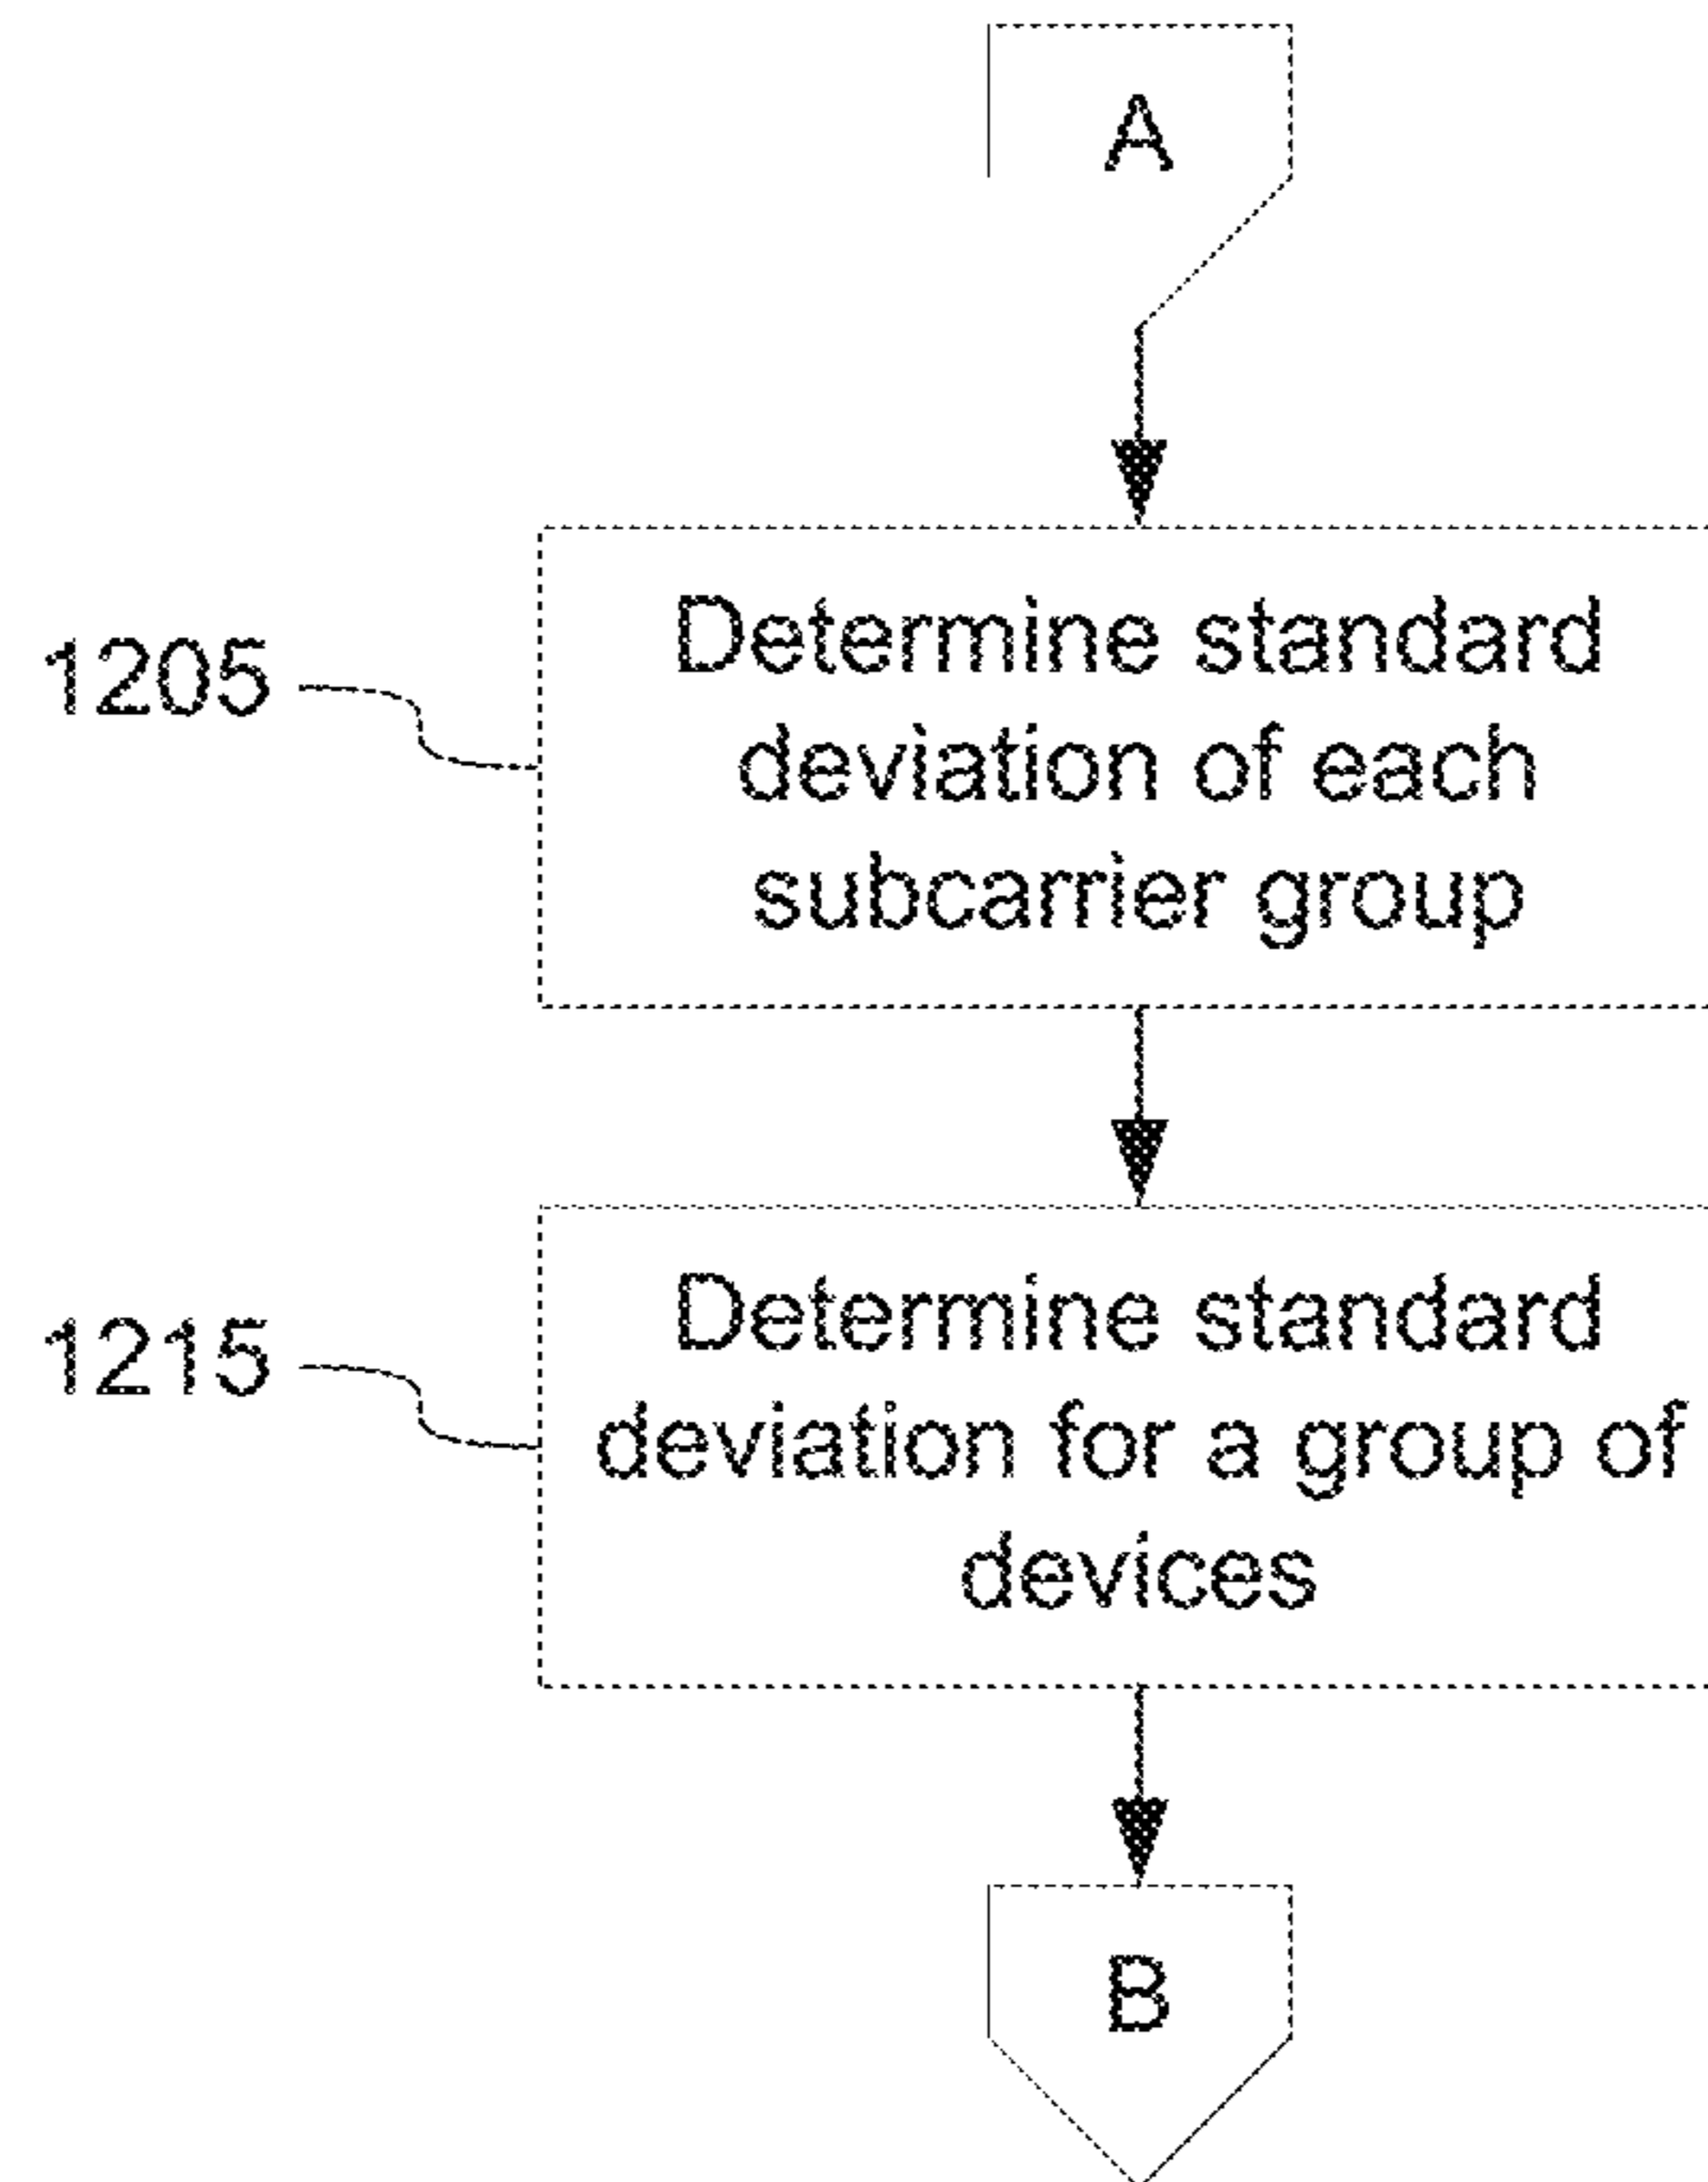 A
1205
Determine standard
deviation of each
subcarrier group
1215
Determine standard
deviation for a group of
devices
B